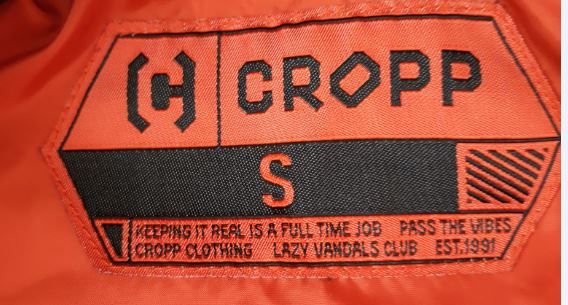 [C] CROPP
S
KEEPING IT REAL IS A FULL TIME JOB PASS THE VIBES
CROPP CLOTHING LAZY VANDALS CLUB EST.1991